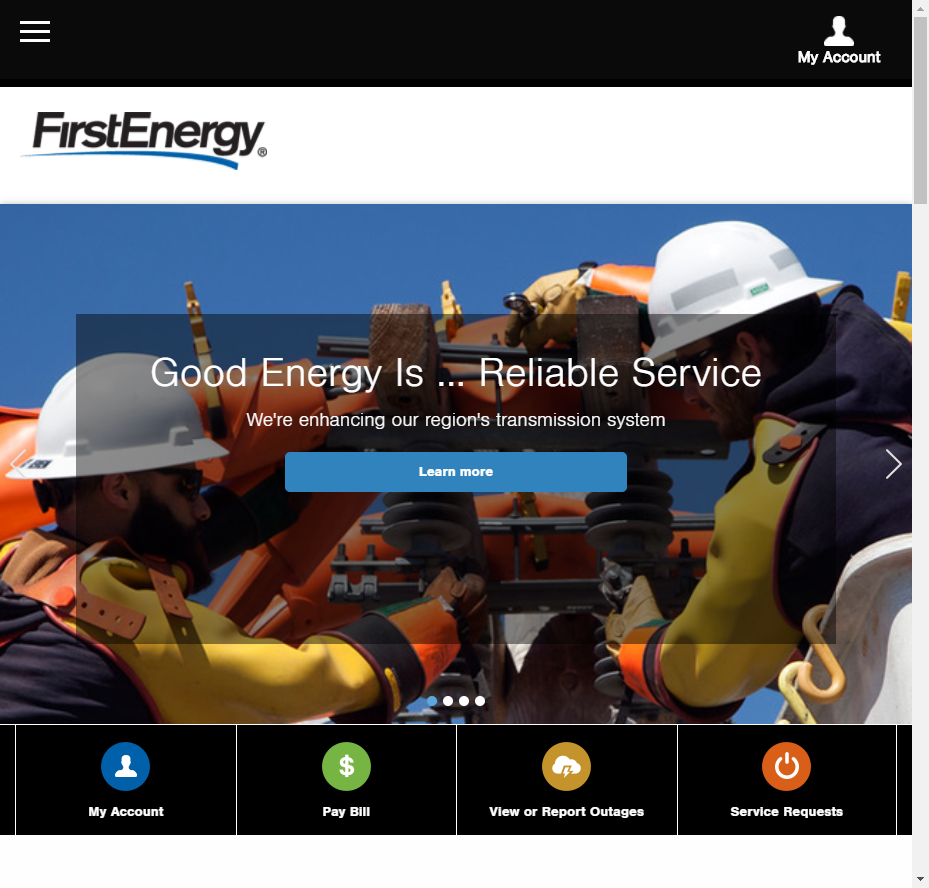 My Account
FirstEnergy®
Good Energy Is ... Reliable Service
We're enhancing our region's transmission system
Learn more
My Account
$
Pay Bill
View or Report Outages
Service Requests